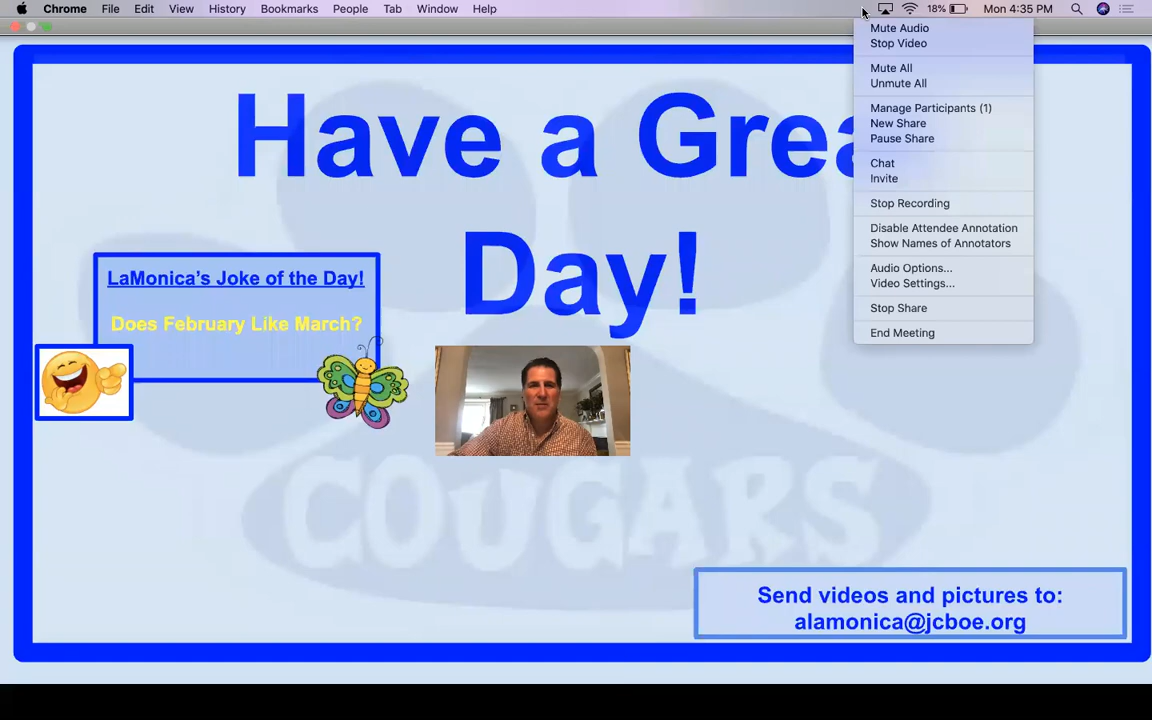 Chrome File Edit View History Bookmarks People Tab Window Help 18% Mon 4:35 PM
Mute Audio
Stop Video
Mute All
Unmute All
Manage Participants (1)
New Share
Pause Share
Chat
Invite
Stop Recording
Disable Attendee Annotation
Show Names of Annotators
Audio Options...
Video Settings...
Stop Share
End Meeting
Have a Grea
Day!
LaMonica's Joke of the Day!
Does February Like March?
COUGARS
Send videos and pictures to:
alamonica@jcboe.org